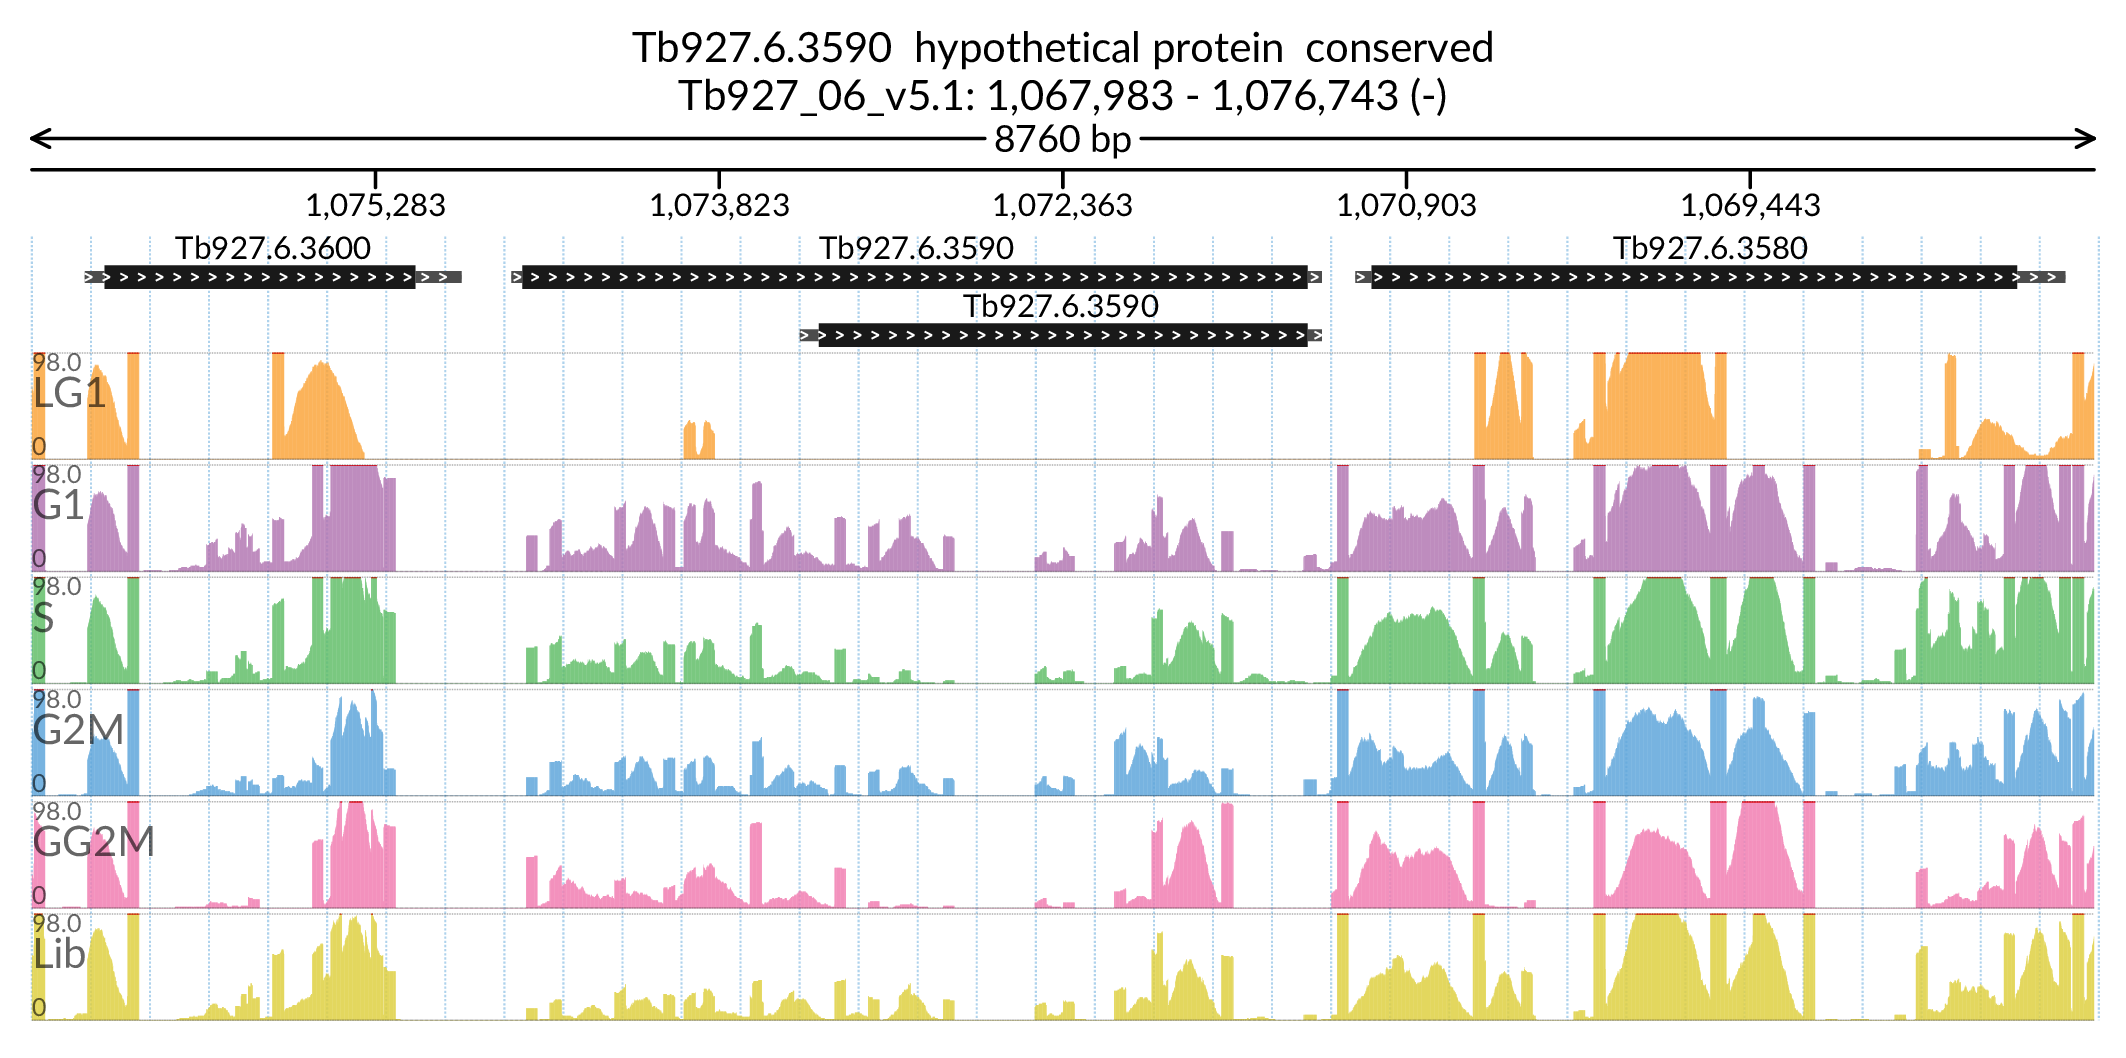 Tb927.6.3590  hypothetical protein  conserved
Tb927_06_v5.1: 1,067,983 - 1,076,743 (-)
8760 bp
1,075,283 1,073,823 1,072,363 1,070,903 1,069,443
Tb927.6.3600 Tb927.6.3590 Tb927.6.3580
Tb927.6.3590
98.0
LG1
0
98.0
G1
0
98.0
S
0
98.0
G2M
0
98.0
GG2M
0
98.0
Lib
0